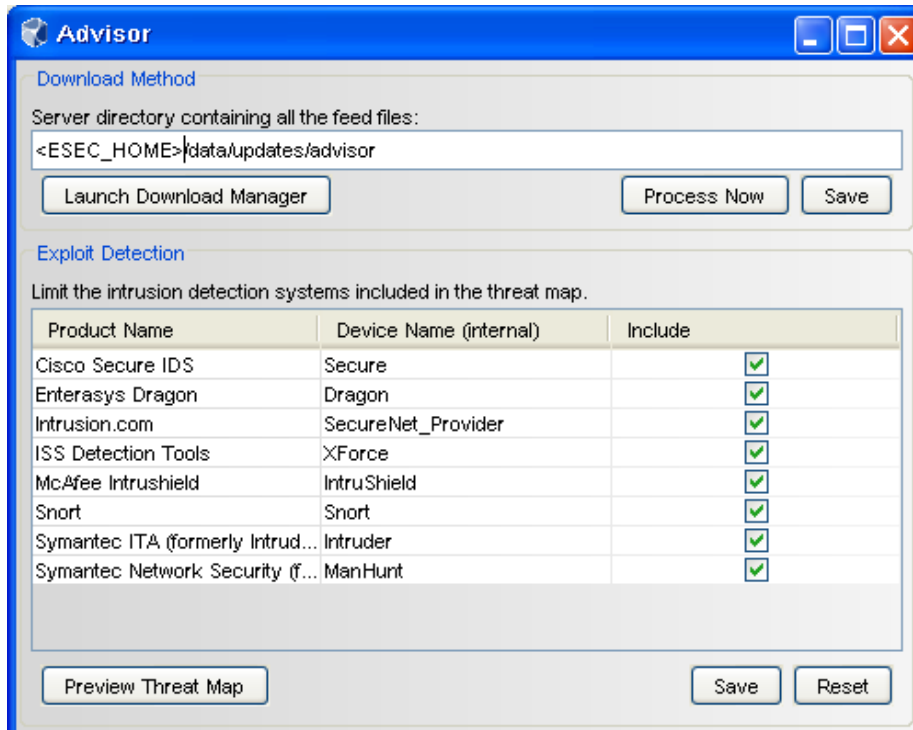 Advisor
Download Method
Server directory containing all the feed files:
<ESEC_HOME>/data/updates/advisor
Launch Download Manager Process Now Save
Exploit Detection
Limit the intrusion detection systems included in the threat map.
Product Name Device Name (internal) Include
Cisco Secure IDS Secure
Enterasys Dragon Dragon
Intrusion.com SecureNet_Provider
ISS Detection Tools XForce
McAfee Intrushield IntruShield
Snort Snort
Symantec ITA (formerly Intrud... Intruder
Symantec Network Security (f... ManHunt
Preview Threat Map Save Reset